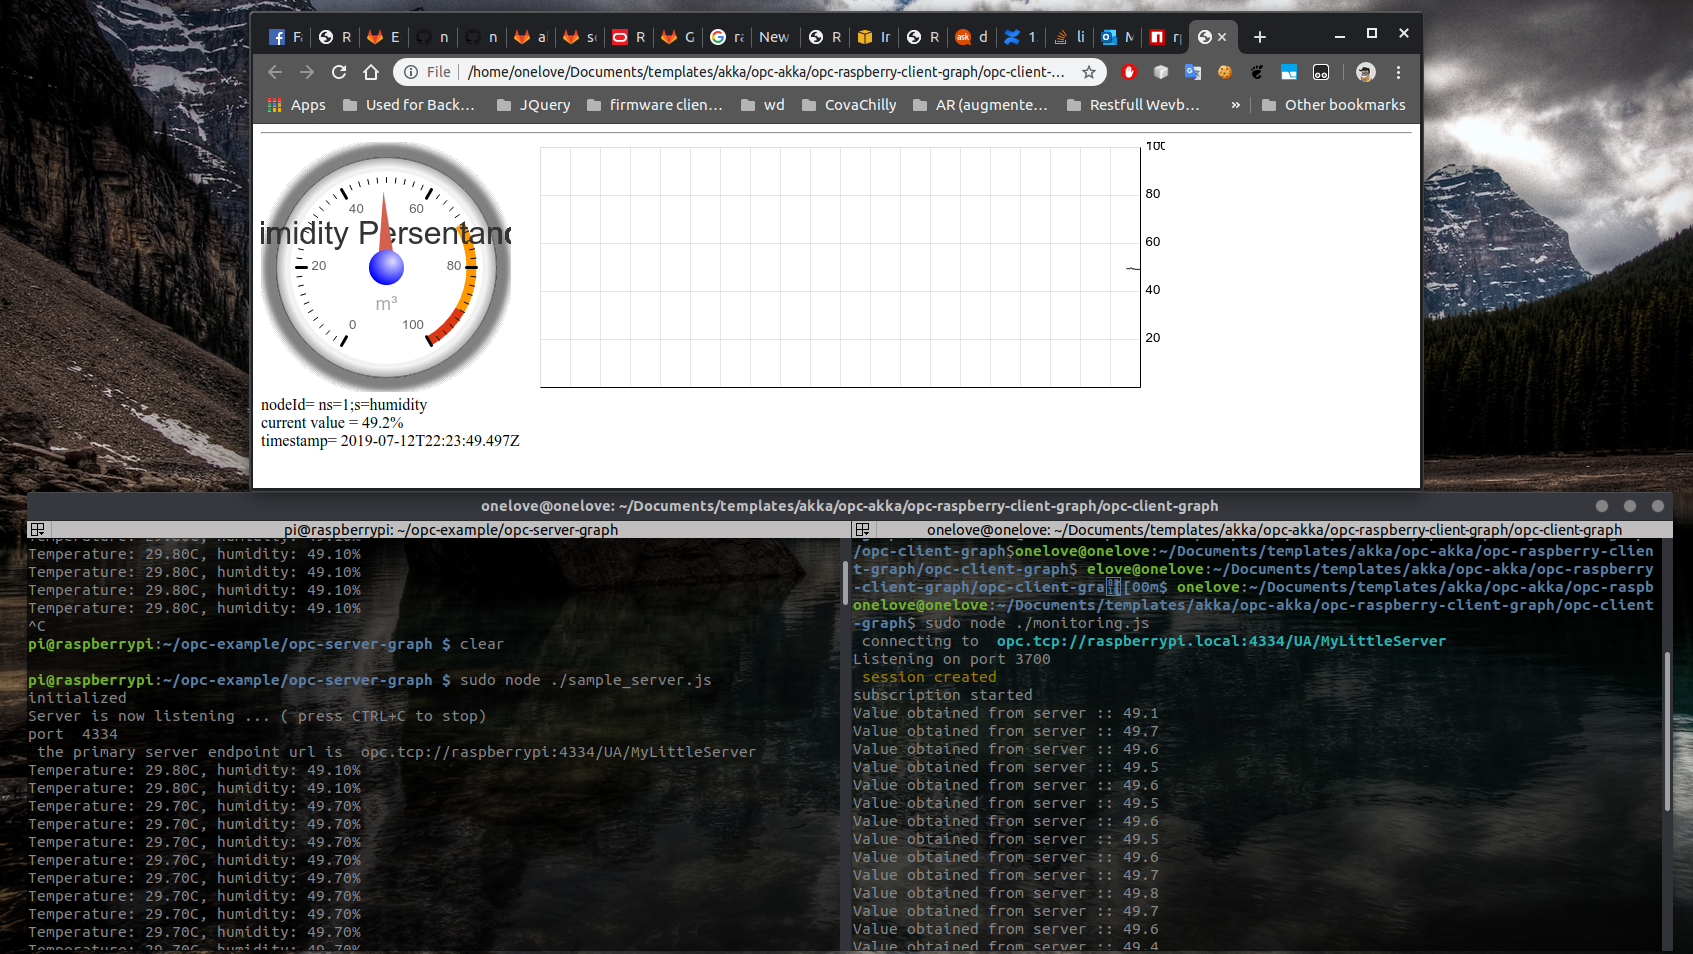 New
File
/home/onelove/Documents/templates/akka/opc-akka/opc-raspberry-client-graph/opc-client-...
Apps
Used for Back...
JQuery
firmware clien...
wd
CovaChilly
AR (augmente...
Restfull Wevb...
»
Other bookmarks
40 60
imidity Persentanc
20 80
m³
0 100
100
80
60
40
20
nodeId= ns=1;s=humidity
current value = 49.2%
timestamp= 2019-07-12T22:23:49.497Z
onelove@onelove: ~/Documents/templates/akka/opc-akka/opc-raspberry-client-graph/opc-client-graph
pi@raspberrypi: ~/opc-example/opc-server-graph
Temperature: 29.80C, humidity: 49.10%
Temperature: 29.80C, humidity: 49.10%
Temperature: 29.80C, humidity: 49.10%
Temperature: 29.80C, humidity: 49.10%
Temperature: 29.80C, humidity: 49.10%
^C
pi@raspberrypi:~/opc-example/opc-server-graph $ clear
pi@raspberrypi:~/opc-example/opc-server-graph $ sudo node ./sample_server.js
initialized
Server is now listening ... ( press CTRL+C to stop)
port  4334
 the primary server endpoint url is  opc.tcp://raspberrypi:4334/UA/MyLittleServer
Temperature: 29.80C, humidity: 49.10%
Temperature: 29.80C, humidity: 49.10%
Temperature: 29.70C, humidity: 49.70%
Temperature: 29.70C, humidity: 49.70%
Temperature: 29.70C, humidity: 49.70%
Temperature: 29.70C, humidity: 49.70%
Temperature: 29.70C, humidity: 49.70%
Temperature: 29.70C, humidity: 49.70%
Temperature: 29.70C, humidity: 49.70%
Temperature: 29.70C, humidity: 49.70%
Temperature: 29.70C, humidity: 49.70%
onelove@onelove: ~/Documents/templates/akka/opc-akka/opc-raspberry-client-graph/opc-client-graph
/opc-client-graph$onelove@onelove:~/Documents/templates/akka/opc-akka/opc-raspberry-clien
t-graph/opc-client-graph$ elove@onelove:~/Documents/templates/akka/opc-akka/opc-raspberry
-client-graph/opc-client-gra[00m$ onelove:~/Documents/templates/akka/opc-akka/opc-raspb
onelove@onelove:~/Documents/templates/akka/opc-akka/opc-raspberry-client-graph/opc-client
-graph$ sudo node ./monitoring.js
 connecting to  opc.tcp://raspberrypi.local:4334/UA/MyLittleServer
Listening on port 3700
 session created
subscription started
Value obtained from server :: 49.1
Value obtained from server :: 49.7
Value obtained from server :: 49.6
Value obtained from server :: 49.5
Value obtained from server :: 49.6
Value obtained from server :: 49.5
Value obtained from server :: 49.6
Value obtained from server :: 49.5
Value obtained from server :: 49.6
Value obtained from server :: 49.7
Value obtained from server :: 49.8
Value obtained from server :: 49.7
Value obtained from server :: 49.6
Value obtained from server :: 49.4